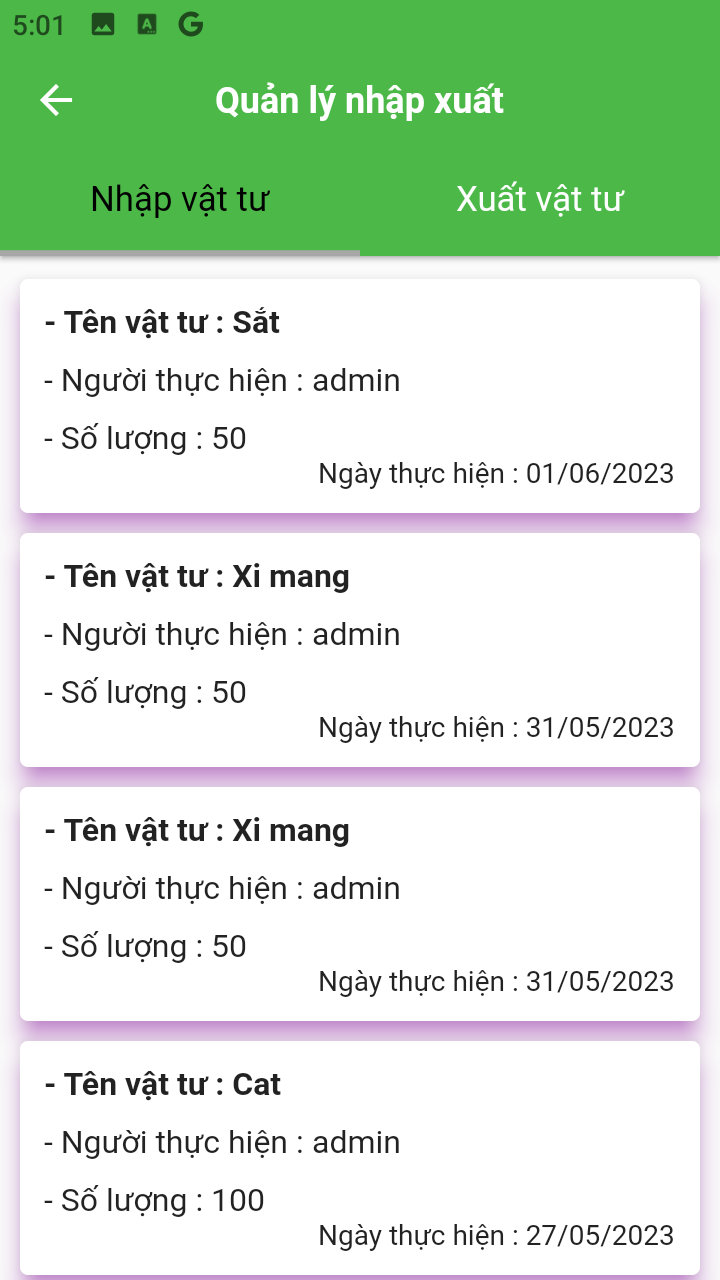 5:01
Quản lý nhập xuất
Nhập vật tư
Xuất vật tư
- Tên vật tư : Sắt
- Người thực hiện : admin
- Số lượng : 50
Ngày thực hiện : 01/06/2023
- Tên vật tư : Xi mang
- Người thực hiện : admin
- Số lượng : 50
Ngày thực hiện : 31/05/2023
- Tên vật tư : Xi mang
- Người thực hiện : admin
- Số lượng : 50
Ngày thực hiện : 31/05/2023
- Tên vật tư : Cat
- Người thực hiện : admin
- Số lượng : 100
Ngày thực hiện : 27/05/2023